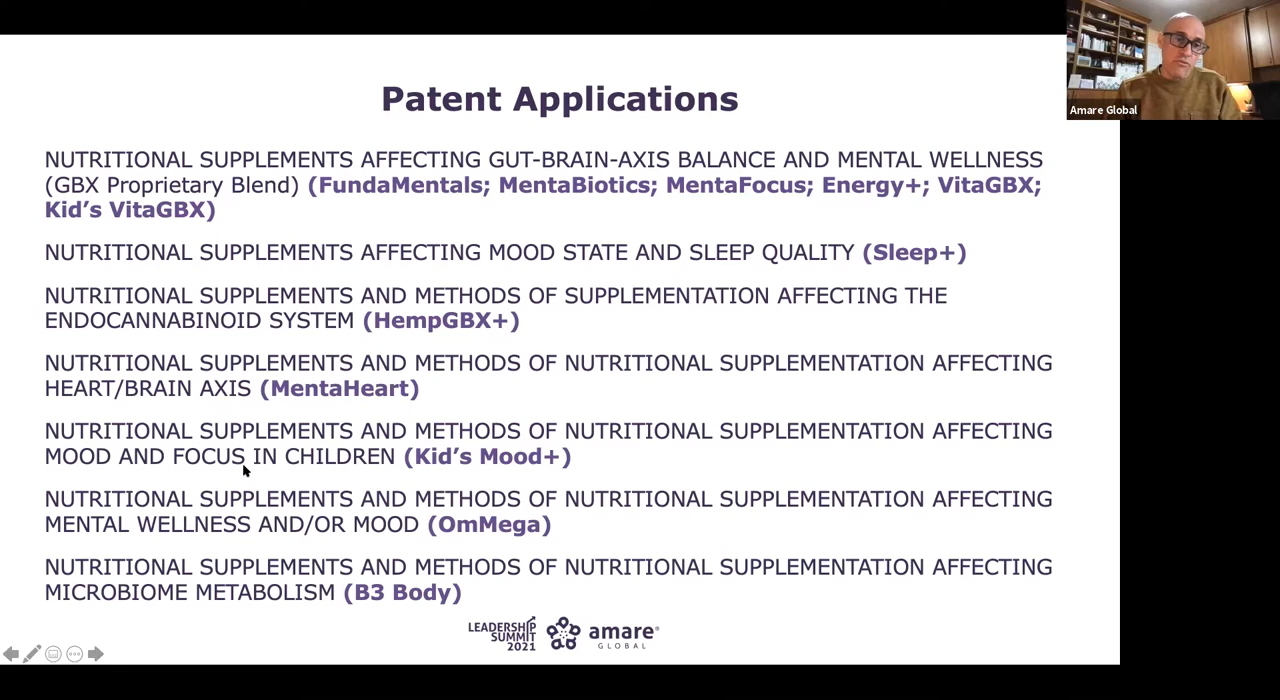 Patent Applications
NUTRITIONAL SUPPLEMENTS AFFECTING GUT-BRAIN-AXIS BALANCE AND MENTAL WELLNESS
(GBX Proprietary Blend) (FundaMentals; MentaBiotics; MentaFocus; Energy+; VitaGBX;
Kid’s VitaGBX)
NUTRITIONAL SUPPLEMENTS AFFECTING MOOD STATE AND SLEEP QUALITY (Sleep+)
NUTRITIONAL SUPPLEMENTS AND METHODS OF SUPPLEMENTATION AFFECTING THE
ENDOCANNABINOID SYSTEM (HempGBX+)
NUTRITIONAL SUPPLEMENTS AND METHODS OF NUTRITIONAL SUPPLEMENTATION AFFECTING
HEART/BRAIN AXIS (MentaHeart)
NUTRITIONAL SUPPLEMENTS AND METHODS OF NUTRITIONAL SUPPLEMENTATION AFFECTING
MOOD AND FOCUS IN CHILDREN (Kid’s Mood+)
NUTRITIONAL SUPPLEMENTS AND METHODS OF NUTRITIONAL SUPPLEMENTATION AFFECTING
MENTAL WELLNESS AND/OR MOOD (OmMega)
NUTRITIONAL SUPPLEMENTS AND METHODS OF NUTRITIONAL SUPPLEMENTATION AFFECTING
MICROBIOME METABOLISM (B3 Body)
LEADERSHIP
SUMMIT
2021
amare®
GLOBAL
Amare Global